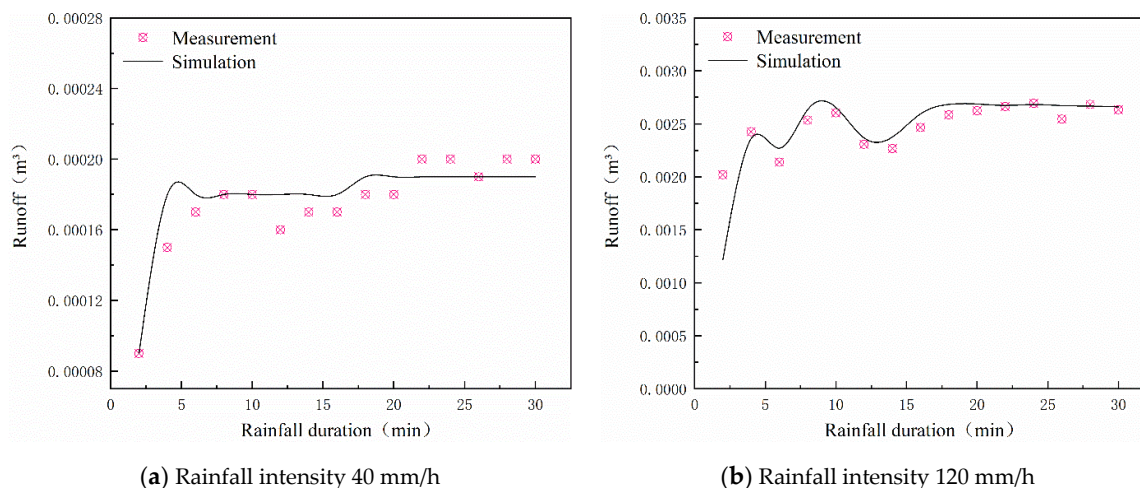 0.00028
0.00024
0.00020
0.00016
0.00012
0.00008
Runoff (m³)
Measurement
Simulation
0 5 10 15 20 25 30
Rainfall duration (min)
(a) Rainfall intensity 40 mm/h
0.0035
0.0030
0.0025
0.0020
0.0015
0.0010
0.0005
0.0000
Runoff (m³)
Measurement
Simulation
0 5 10 15 20 25 30
Rainfall duration (min)
(b) Rainfall intensity 120 mm/h